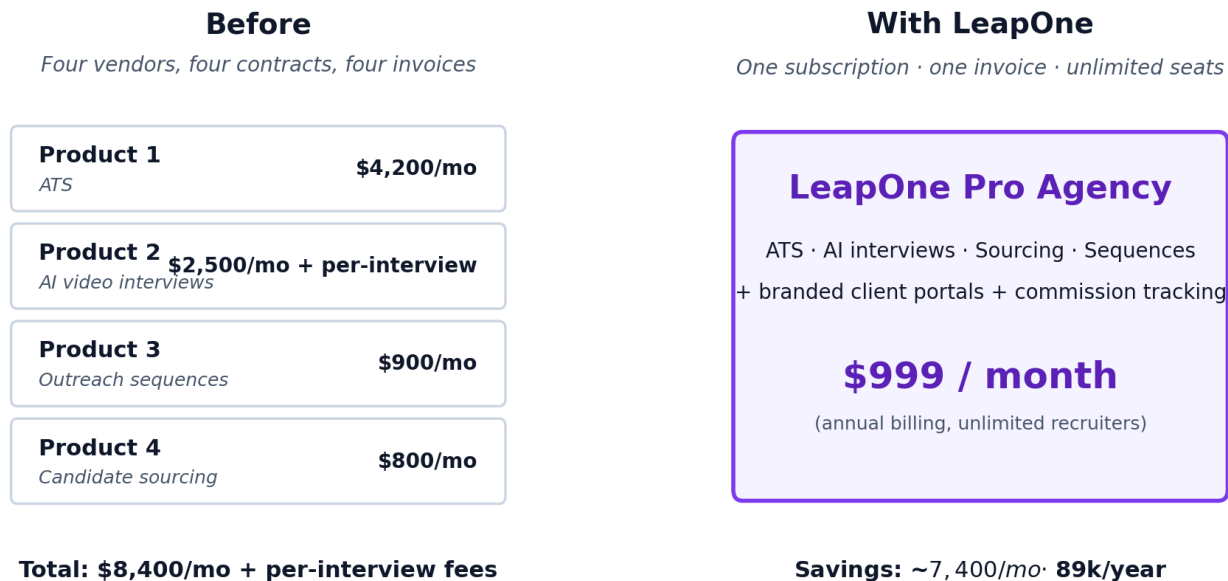 Before
Four vendors, four contracts, four invoices
Product 1
ATS
$4,200/mo
Product 2
AI video interviews
$2,500/mo + per-interview
Product 3
Outreach sequences
$900/mo
Product 4
Candidate sourcing
$800/mo
Total: $8,400/mo + per-interview fees
With LeapOne
One subscription · one invoice · unlimited seats
LeapOne Pro Agency
ATS · AI interviews · Sourcing · Sequences
+ branded client portals + commission tracking
$999 / month
(annual billing, unlimited recruiters)
Savings: ~7,400/mo· 89k/year